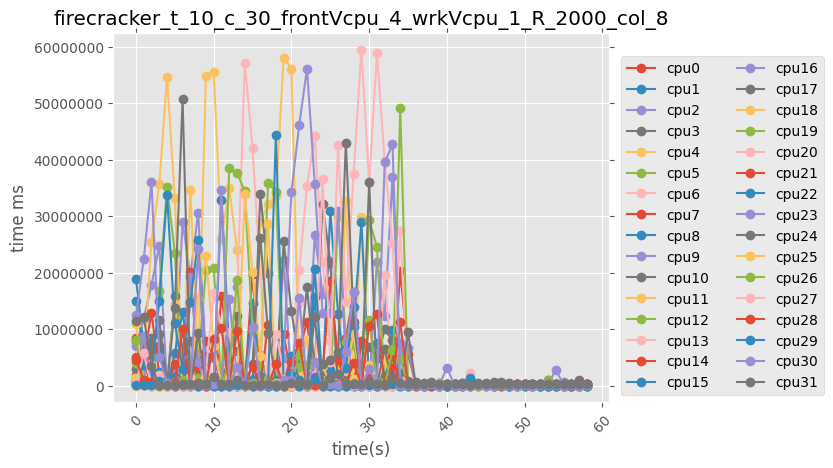 firecracker_t_10_c_30_frontVcpu_4_wrkVcpu_1_R_2000_col_8
60000000
50000000
40000000
30000000
20000000
10000000
0
time ms
0 10 20 30 40 50 60
time(s)
cpu0
cpu1
cpu2
cpu3
cpu4
cpu5
cpu6
cpu7
cpu8
cpu9
cpu10
cpu11
cpu12
cpu13
cpu14
cpu15
cpu16
cpu17
cpu18
cpu19
cpu20
cpu21
cpu22
cpu23
cpu24
cpu25
cpu26
cpu27
cpu28
cpu29
cpu30
cpu31